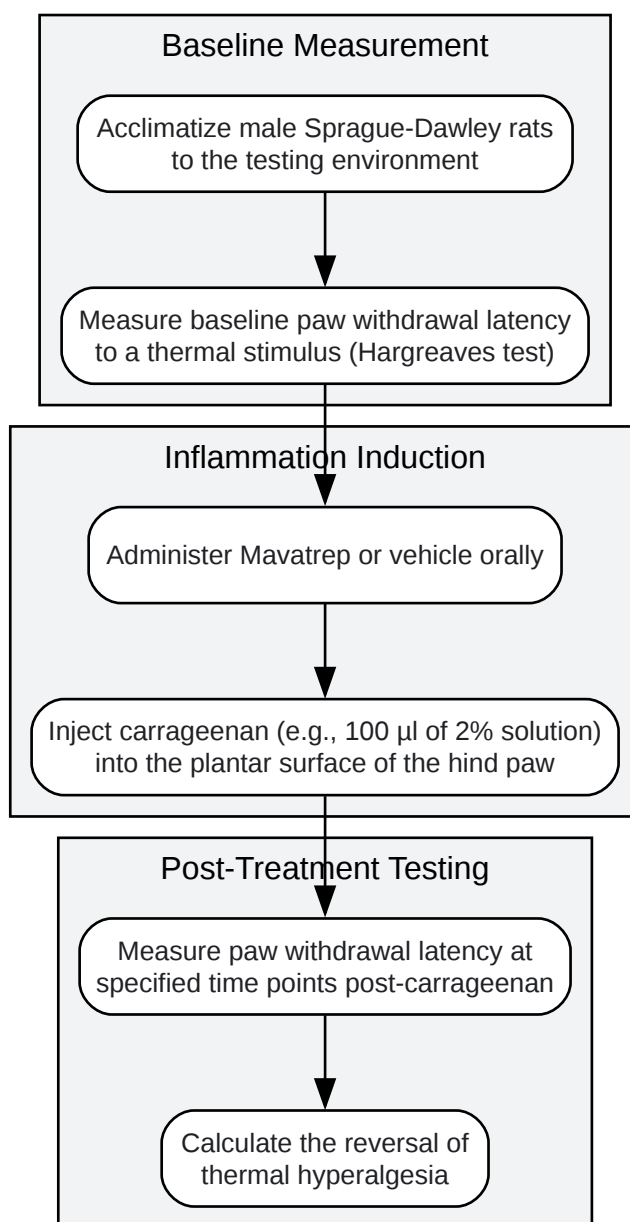 Baseline Measurement
Acclimatize male Sprague-Dawley rats
to the testing environment
Measure baseline paw withdrawal latency
to a thermal stimulus (Hargreaves test)
Inflammation Induction
Administer Mavatrep or vehicle orally
Inject carrageenan (e.g., 100 µl of 2% solution)
into the plantar surface of the hind paw
Post-Treatment Testing
Measure paw withdrawal latency at
specified time points post-carrageenan
Calculate the reversal of
thermal hyperalgesia